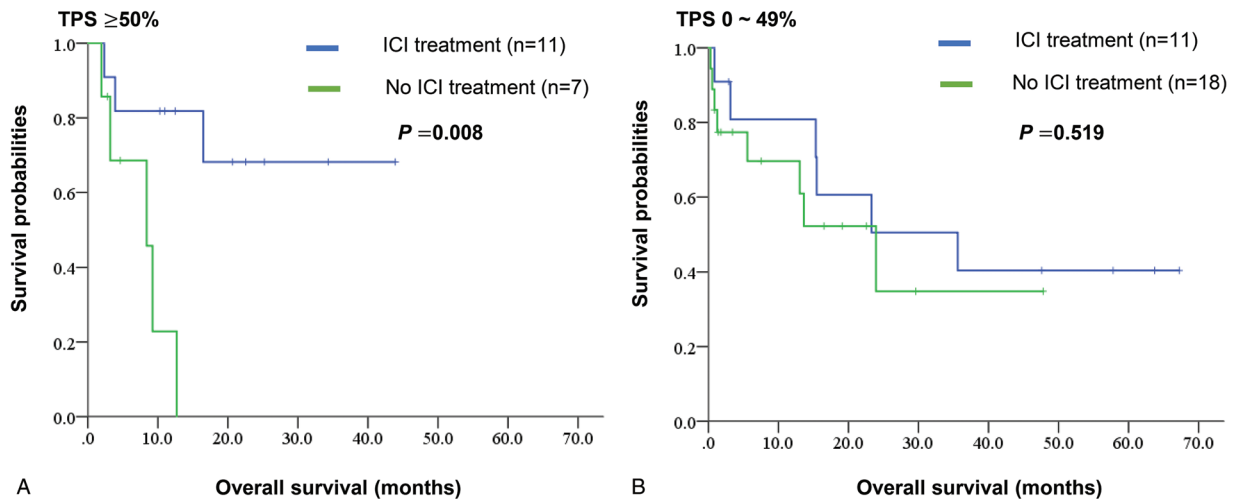 TPS ≥50%
ICI treatment (n=11)
No ICI treatment (n=7)
P =0.008
Survival probabilities
1.0
0.8
0.6
0.4
0.2
0.0
.0 10.0 20.0 30.0 40.0 50.0 60.0 70.0
A Overall survival (months)
TPS 0 ~ 49%
ICI treatment (n=11)
No ICI treatment (n=18)
P =0.519
Survival probabilities
1.0
0.8
0.6
0.4
0.2
0.0
.0 10.0 20.0 30.0 40.0 50.0 60.0 70.0
B Overall survival (months)